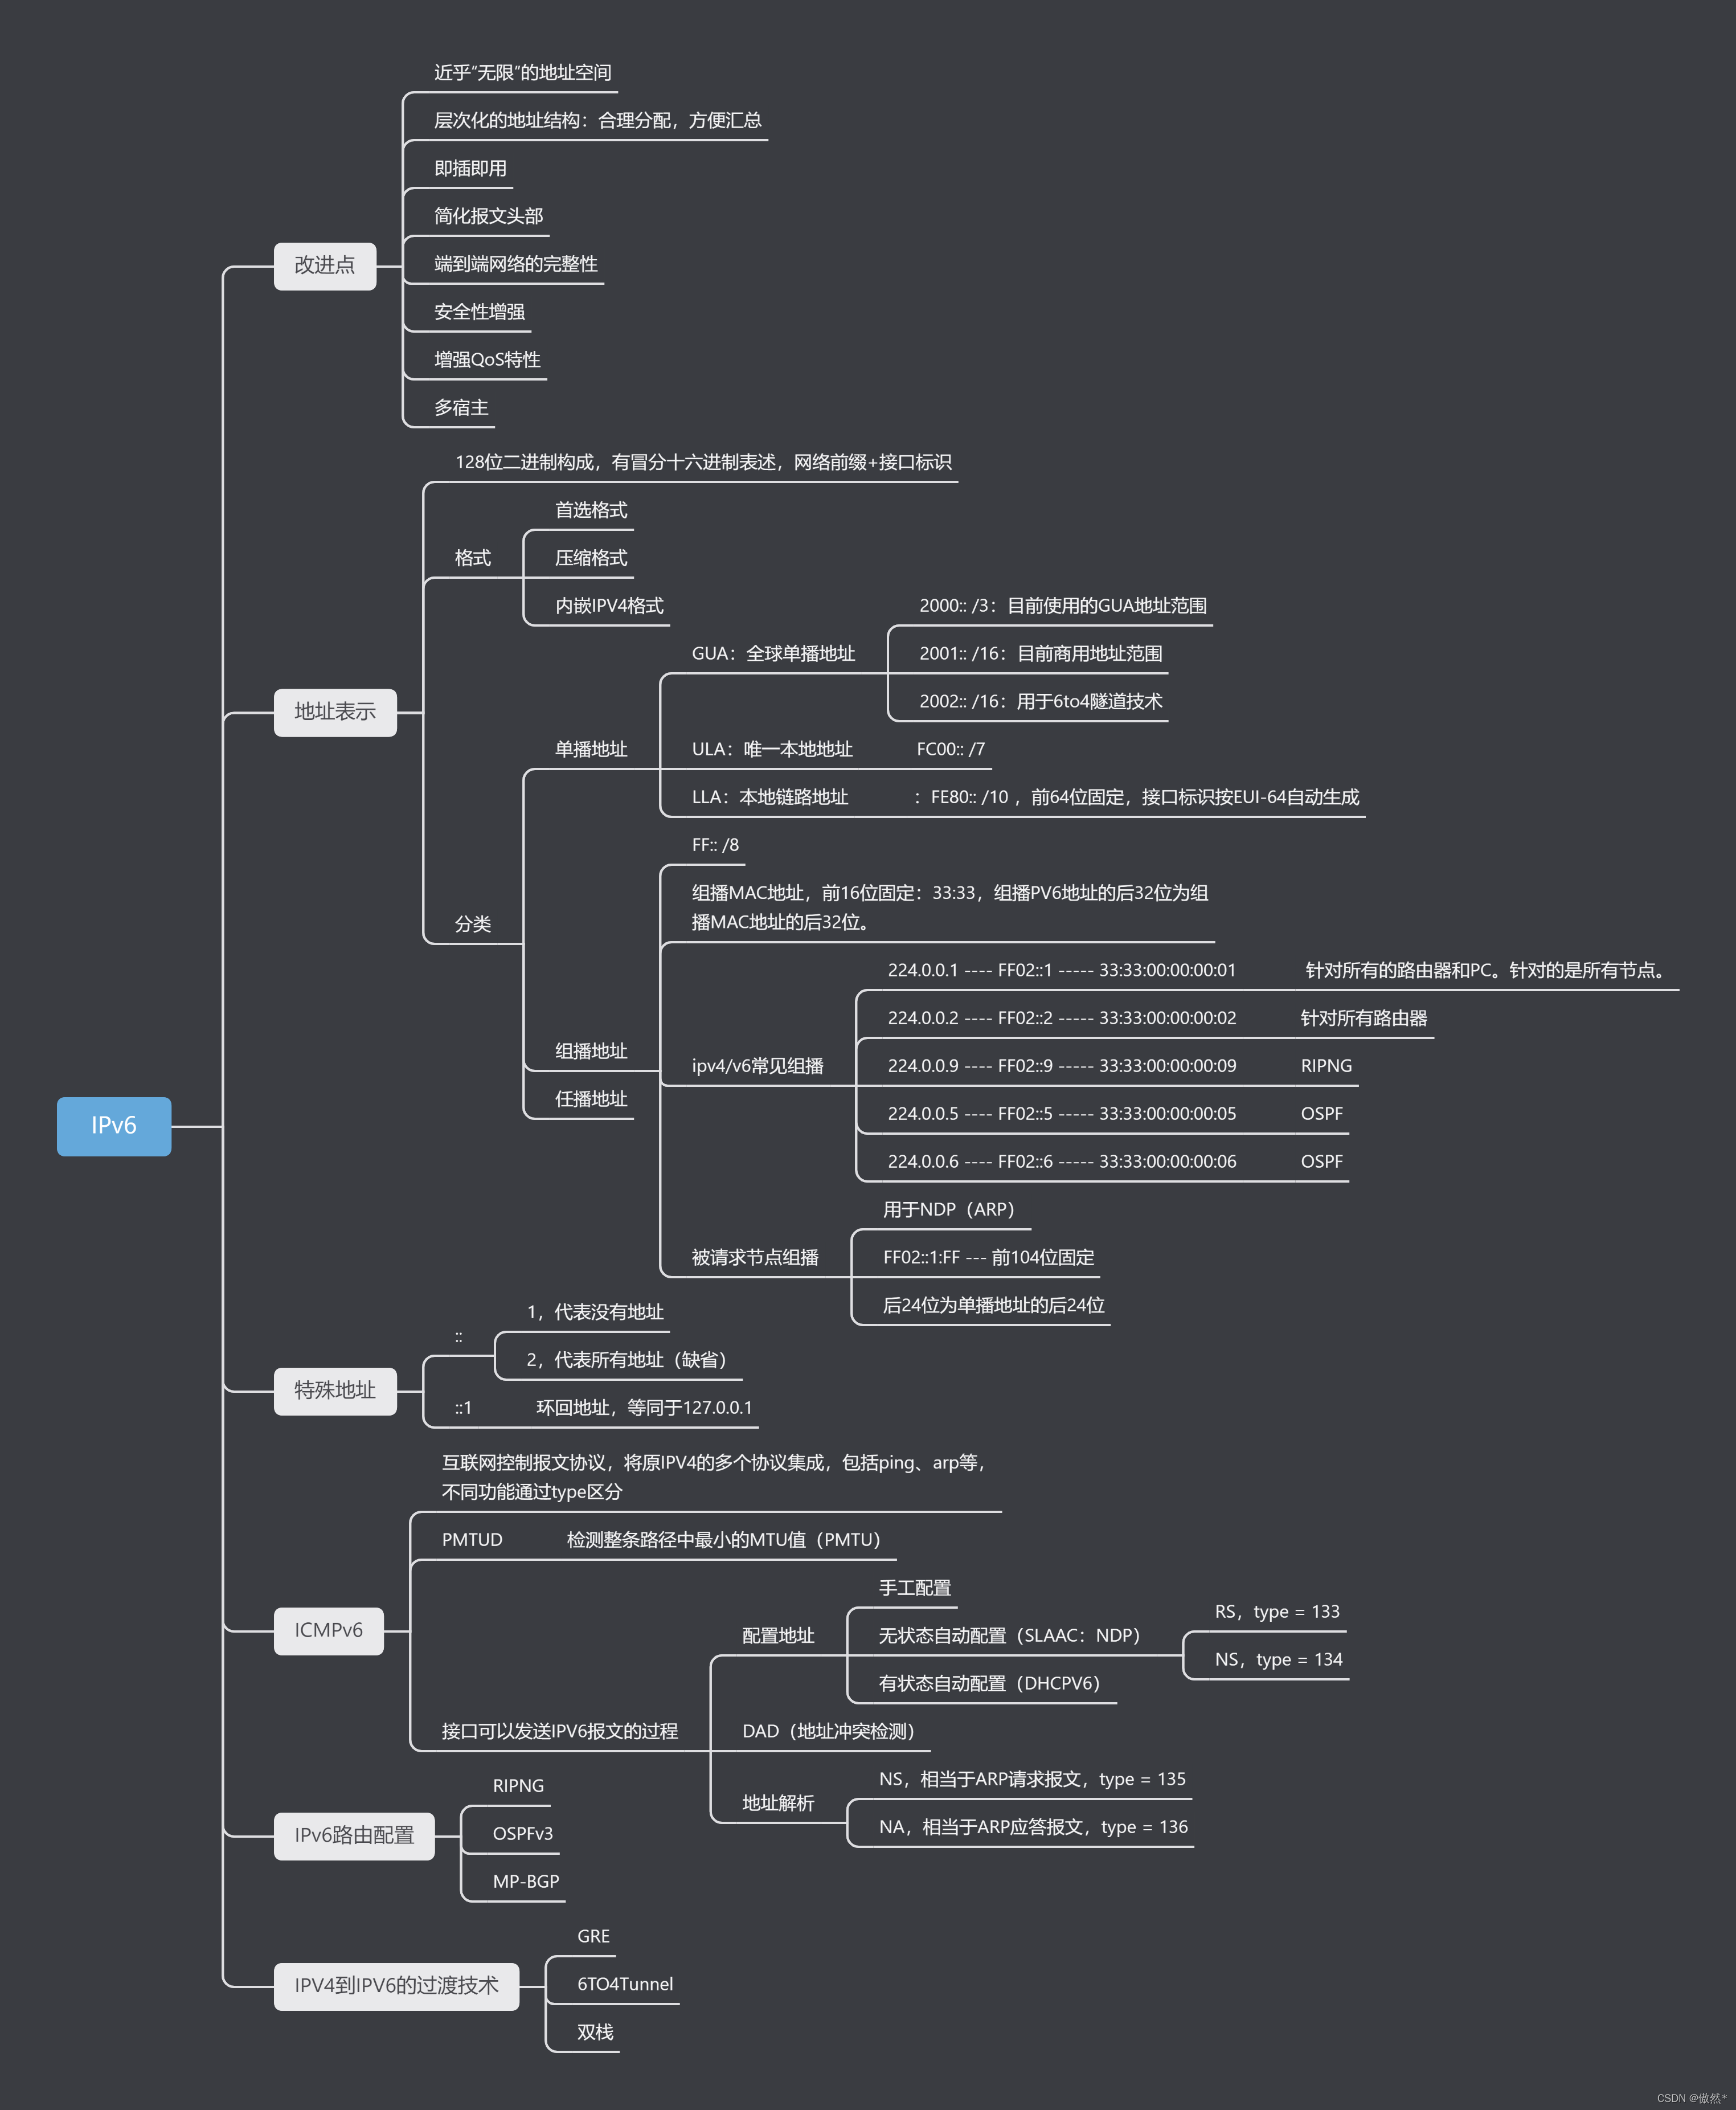 近乎“无限”的地址空间
层次化的地址结构：合理分配，方便汇总
即插即用
简化报文头部
改进点
端到端网络的完整性
安全性增强
增强QoS特性
多宿主
128位二进制构成，有冒分十六进制表述，网络前缀+接口标识
首选格式
格式
压缩格式
内嵌IPV4格式
2000:: /3：目前使用的GUA地址范围
GUA：全球单播地址
2001:: /16：目前商用地址范围
2002:: /16：用于6to4隧道技术
地址表示
单播地址
ULA：唯一本地地址 FC00:: /7
LLA：本地链路地址 ：FE80:: /10 ，前64位固定，接口标识按EUI-64自动生成
FF:: /8
组播MAC地址，前16位固定：33:33，组播PV6地址的后32位为组
播MAC地址的后32位。
分类
224.0.0.1 ---- FF02::1 ----- 33:33:00:00:00:01 针对所有的路由器和PC。针对的是所有节点。
224.0.0.2 ---- FF02::2 ----- 33:33:00:00:00:02 针对所有路由器
组播地址
ipv4/v6常见组播
224.0.0.9 ---- FF02::9 ----- 33:33:00:00:00:09 RIPNG
224.0.0.5 ---- FF02::5 ----- 33:33:00:00:00:05 OSPF
224.0.0.6 ---- FF02::6 ----- 33:33:00:00:00:06 OSPF
任播地址
IPv6
用于NDP（ARP）
被请求节点组播
FF02::1:FF --- 前104位固定
后24位为单播地址的后24位
::
1，代表没有地址
2，代表所有地址（缺省）
特殊地址
::1 环回地址，等同于127.0.0.1
互联网控制报文协议，将原IPV4的多个协议集成，包括ping、arp等，
不同功能通过type区分
PMTUD 检测整条路径中最小的MTU值（PMTU）
ICMPv6
手工配置
配置地址
无状态自动配置（SLAAC：NDP）
RS，type = 133
NS，type = 134
有状态自动配置（DHCPV6）
接口可以发送IPV6报文的过程
DAD（地址冲突检测）
地址解析
NS，相当于ARP请求报文，type = 135
NA，相当于ARP应答报文，type = 136
RIPNG
IPv6路由配置
OSPFv3
MP-BGP
GRE
IPV4到IPV6的过渡技术
6TO4Tunnel
双栈
CSDN @傲然*